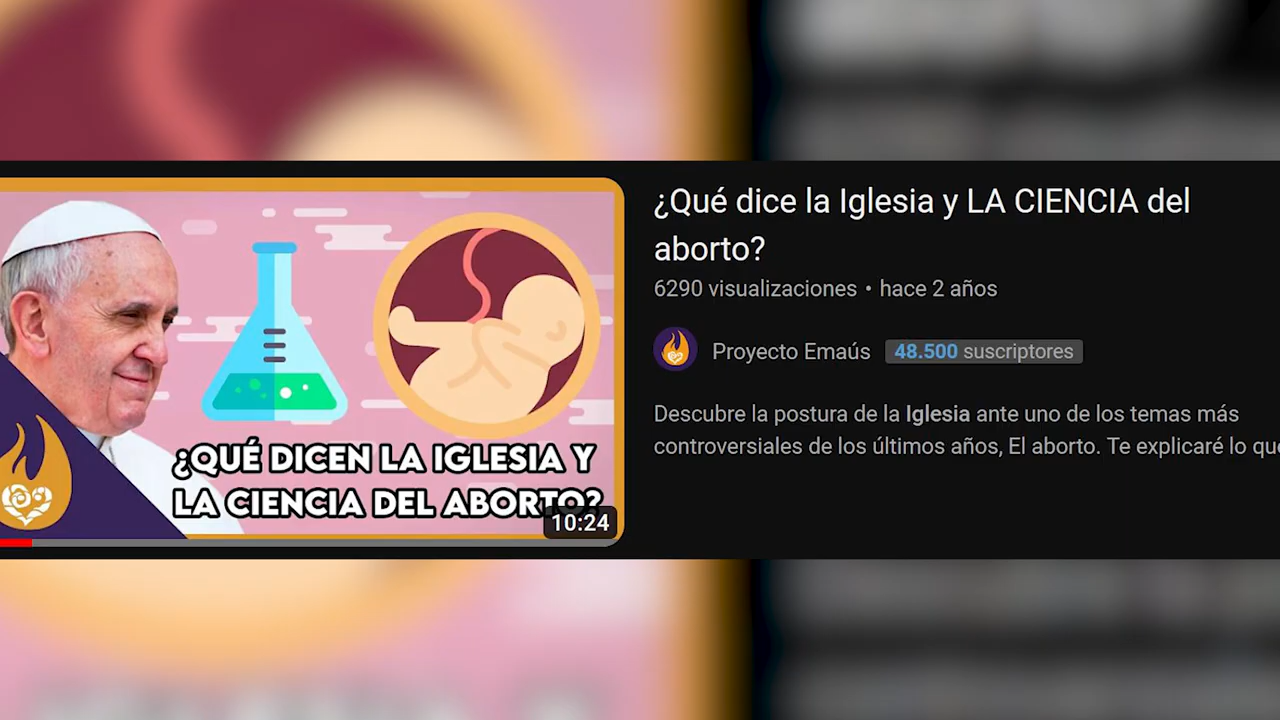 ¿QUÉ DICEN LA IGLESIA Y
LA CIENCIA DEL ABORTO?
10:24
¿Qué dice la Iglesia y LA CIENCIA del
aborto?
6290 visualizaciones • hace 2 años
Proyecto Emaús 48.500 suscriptores
Descubre la postura de la Iglesia ante uno de los temas más
controversiales de los últimos años, El aborto. Te explicaré lo que